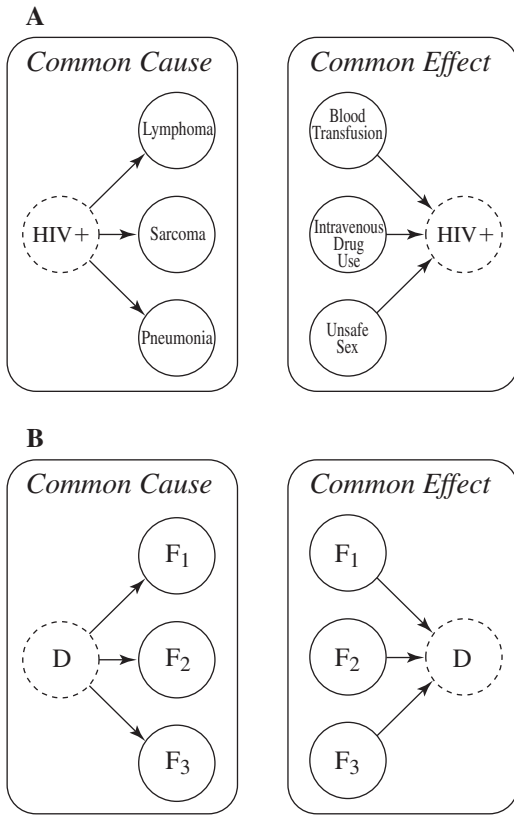 A
Common Cause
Lymphoma
HIV+
Sarcoma
Pneumonia
Common Effect
Blood
Transfusion
Intravenous
Drug
Use
HIV+
Unsafe
Sex
B
Common Cause
F1
D
F2
F3
Common Effect
F1
F2
D
F3